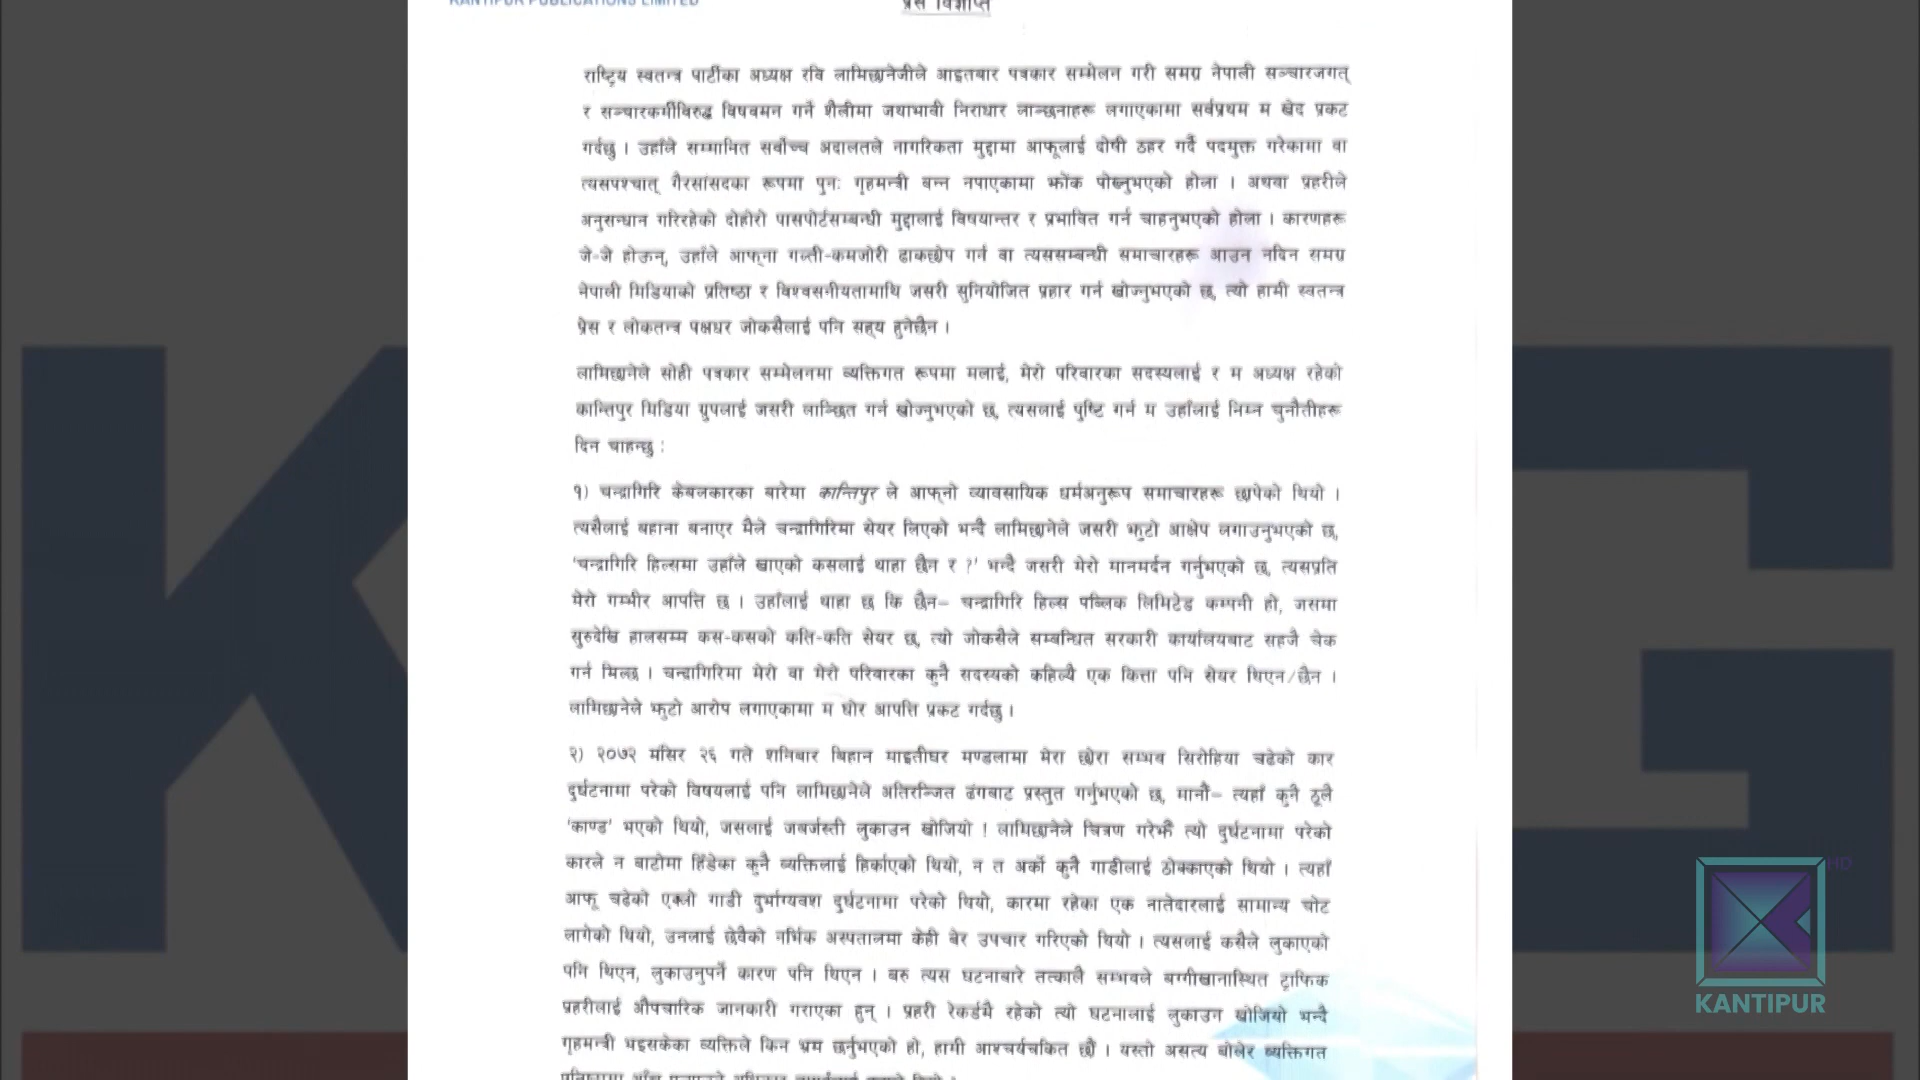 KANTIPUR PUBLICATIONS LIMITED
प्रेस विज्ञप्ति
राष्ट्रिय स्वतन्त्र पार्टीका अध्यक्ष रवि लामिछानेजीले आइतबार पत्रकार सम्मेलन गरी समग्र नेपाली सञ्चारजगत्
र सञ्चारकर्मीविरुद्ध विषवमन गर्ने शैलीमा जथाभावी निराधार लाञ्छनाहरू लगाएकामा सर्वप्रथम म खेद प्रकट
गर्दछु । उहाँले सम्मानित सर्वोच्च अदालतले नागरिकता मुद्दामा आफूलाई दोषी ठहर गर्दै पदमुक्त गरेकामा वा
त्यसपश्चात् गैरसांसदका रूपमा पुनः गृहमन्त्री बन्न नपाएकामा झोंक पोख्नुभएको होला । अथवा प्रहरीले
अनुसन्धान गरिरहेको दोहोरो पासपोर्टसम्बन्धी मुद्दालाई विषयान्तर र प्रभावित गर्न चाहनुभएको होला । कारणहरू
जे-जे होऊन्, उहाँले आफ्ना गल्ती-कमजोरी ढाकछोप गर्न वा त्यससम्बन्धी समाचारहरू आउन नदिन समग्र
नेपाली मिडियाको प्रतिष्ठा र विश्वसनीयतामाथि जसरी सुनियोजित प्रहार गर्न खोज्नुभएको छ, त्यो हामी स्वतन्त्र
प्रेस र लोकतन्त्र पक्षधर जोकसैलाई पनि सह्य हुनेछैन ।
लामिछानेले सोही पत्रकार सम्मेलनमा व्यक्तिगत रूपमा मलाई, मेरो परिवारका सदस्यलाई र म अध्यक्ष रहेको
कान्तिपुर मिडिया ग्रुपलाई जसरी लाञ्छित गर्न खोज्नुभएको छ, त्यसलाई पुष्टि गर्न म उहाँलाई निम्न चुनौतीहरू
दिन चाहन्छु :
१) चन्द्रागिरि केबलकारका बारेमा कान्तिपुर ले आफ्नो व्यावसायिक धर्मअनुरूप समाचारहरू छापेको थियो ।
त्यसैलाई बहाना बनाएर मैले चन्द्रागिरिमा सेयर लिएको भन्दै लामिछानेले जसरी झुटो आक्षेप लगाउनुभएको छ,
'चन्द्रागिरि हिल्समा उहाँले खाएको कसलाई थाहा छैन र ?' भन्दै जसरी मेरो मानमर्दन गर्नुभएको छ, त्यसप्रति
मेरो गम्भीर आपत्ति छ । उहाँलाई थाहा छ कि छैन– चन्द्रागिरि हिल्स पब्लिक लिमिटेड कम्पनी हो, जसमा
सुरुदेखि हालसम्म कस-कसको कति-कति सेयर छ, त्यो जोकसैले सम्बन्धित सरकारी कार्यालयबाट सहजै चेक
गर्न मिल्छ । चन्द्रागिरिमा मेरो वा मेरो परिवारका कुनै सदस्यको कहिल्यै एक कित्ता पनि सेयर थिएन/छैन ।
लामिछानेले झुटो आरोप लगाएकामा म घोर आपत्ति प्रकट गर्दछु ।
२) २०७२ मंसिर २६ गते शनिबार बिहान माइतीघर मण्डलामा मेरा छोरा सम्भव सिरोहिया चढेको कार
दुर्घटनामा परेको विषयलाई पनि लामिछानेले अतिरञ्जित ढंगबाट प्रस्तुत गर्नुभएको छ, मानौं– त्यहाँ कुनै ठूलै
'काण्ड' भएको थियो, जसलाई जबर्जस्ती लुकाउन खोजियो ! लामिछानेले चित्रण गरेझैं त्यो दुर्घटनामा परेको
कारले न बाटोमा हिँडेका कुनै व्यक्तिलाई हिर्काएको थियो, न त अर्को कुनै गाडीलाई ठोक्काएको थियो । त्यहाँ
आफू चढेको एक्लो गाडी दुर्भाग्यवश दुर्घटनामा परेको थियो, कारमा रहेका एक नातेदारलाई सामान्य चोट
लागेको थियो, उनलाई छेवैको नर्भिक अस्पतालमा केही बेर उपचार गरिएको थियो । त्यसलाई कसैले लुकाएको
पनि थिएन, लुकाउनुपर्ने कारण पनि थिएन । बरु त्यस घटनाबारे तत्कालै सम्भवले बग्गीखानास्थित ट्राफिक
प्रहरीलाई औपचारिक जानकारी गराएका हुन् । प्रहरी रेकर्डमै रहेको त्यो घटनालाई लुकाउन खोजियो भन्दै
गृहमन्त्री भइसकेका व्यक्तिले किन भ्रम छर्नुभएको हो, हामी आश्चर्यचकित छौं । यस्तो असत्य बोलेर व्यक्तिगत
HD
KANTIPUR